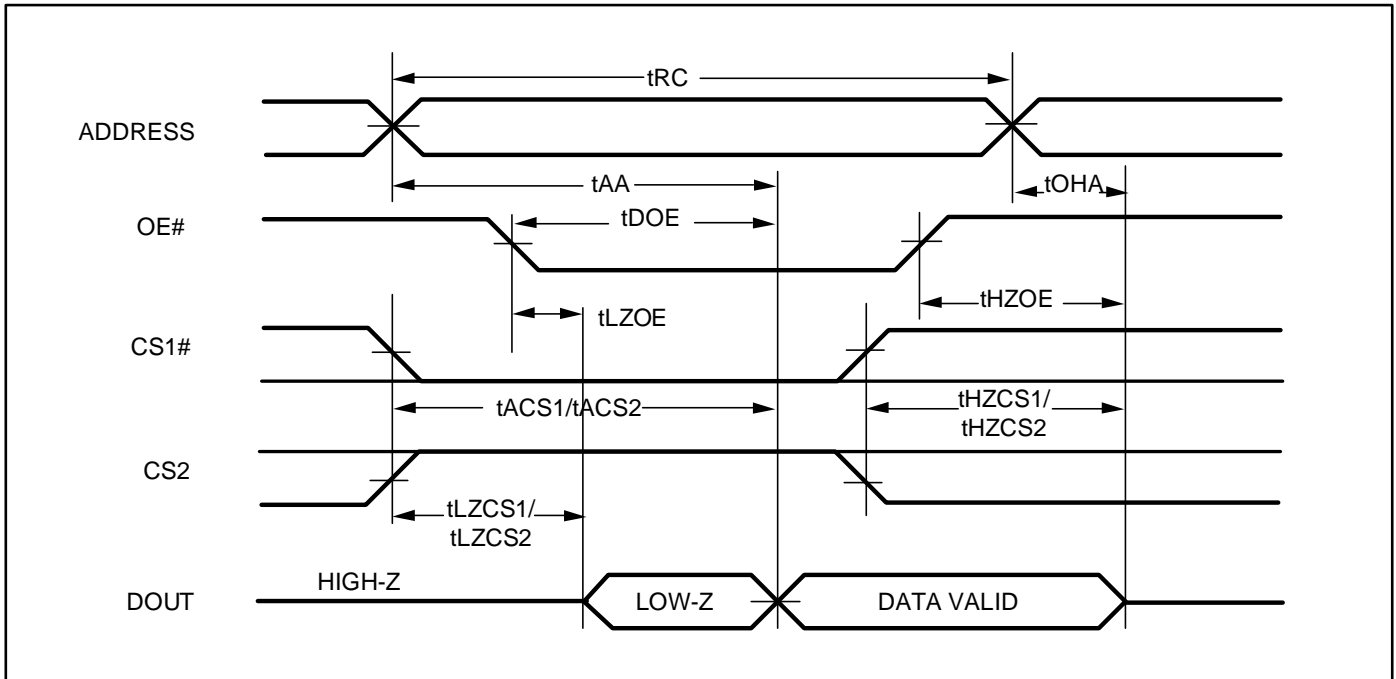 tRC
ADDRESS
tAA
tOHA
OE#
tDOE
tHZOE
tLZOE
CS1#
tACS1/tACS2
tHZCS1/
tHZCS2
CS2
tLZCS1/
tLZCS2
HIGH-Z
DOUT
LOW-Z
DATA VALID